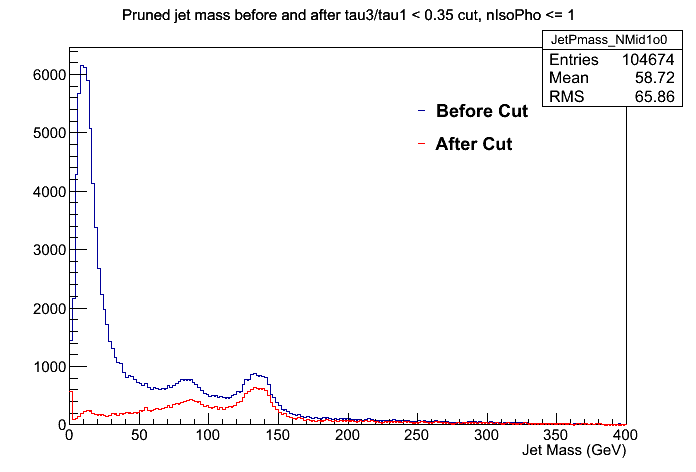 Pruned jet mass before and after tau3/tau1 < 0.35 cut, nIsoPho <= 1
JetPmass_NMid1o0
Entries 104674
Mean 58.72
RMS 65.86
Before Cut
After Cut
6000
5000
4000
3000
2000
1000
0
0 50 100 150 200 250 300 350 400
Jet Mass (GeV)